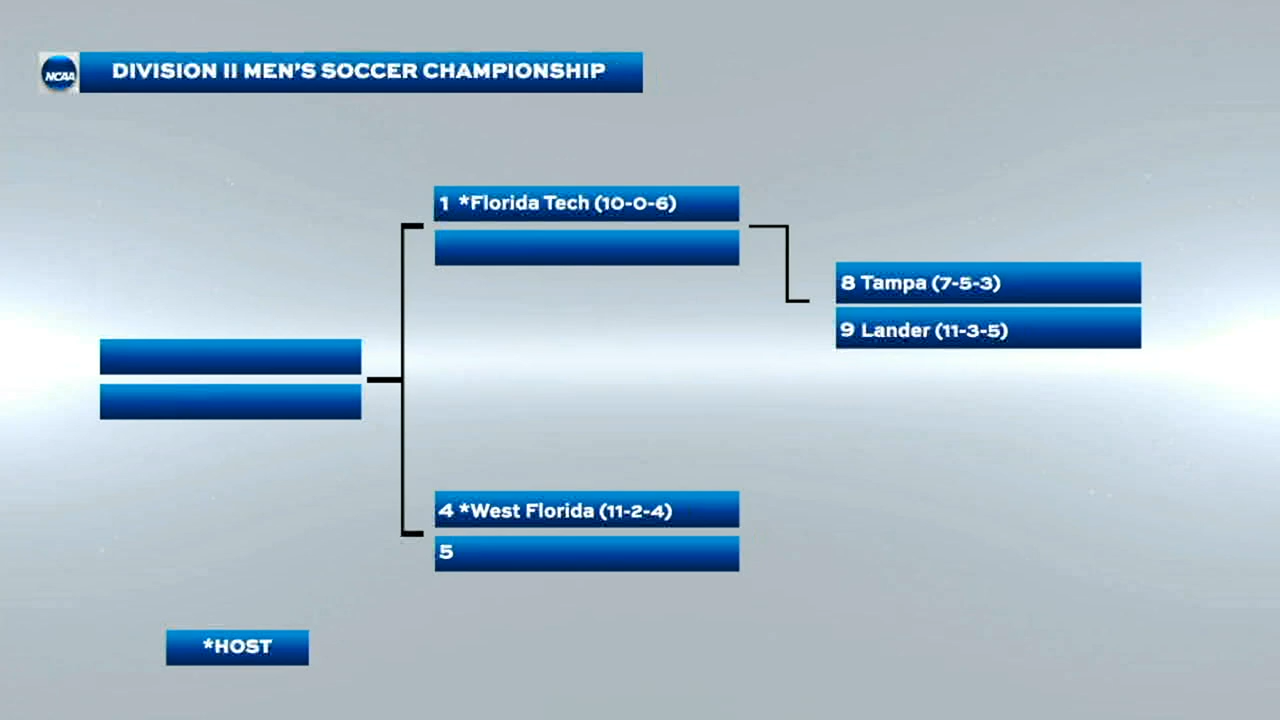 NCAA
DIVISION II MEN'S SOCCER CHAMPIONSHIP
1 *Florida Tech (10-0-6)
8 Tampa (7-5-3)
9 Lander (11-3-5)
4 *West Florida (11-2-4)
5
*HOST